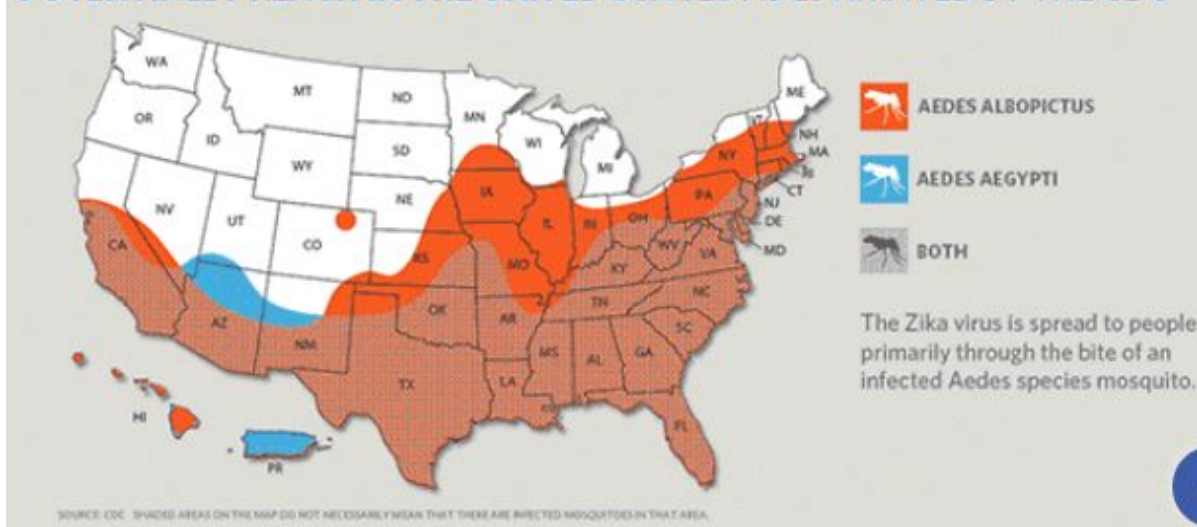 WA
MT
ND
MN
ME
OR
ID
SD
WI
MI
VT
NH
WY
NY
MA
NE
IA
CT
NV
UT
CO
IL
IN
OH
PA
NJ
DE
MD
CA
KS
MO
WV
VA
KY
AZ
NM
OK
AR
TN
NC
SC
MS
AL
GA
TX
LA
FL
HI
PR
AEDES ALBOPICTUS
AEDES AEGYPTI
BOTH
The Zika virus is spread to people
primarily through the bite of an
infected Aedes species mosquito.
SOURCE: CDC SHADED AREAS ON THE MAP DO NOT NECESSARILY MEAN THAT THERE ARE INFECTED MOSQUITOES IN THAT AREA.